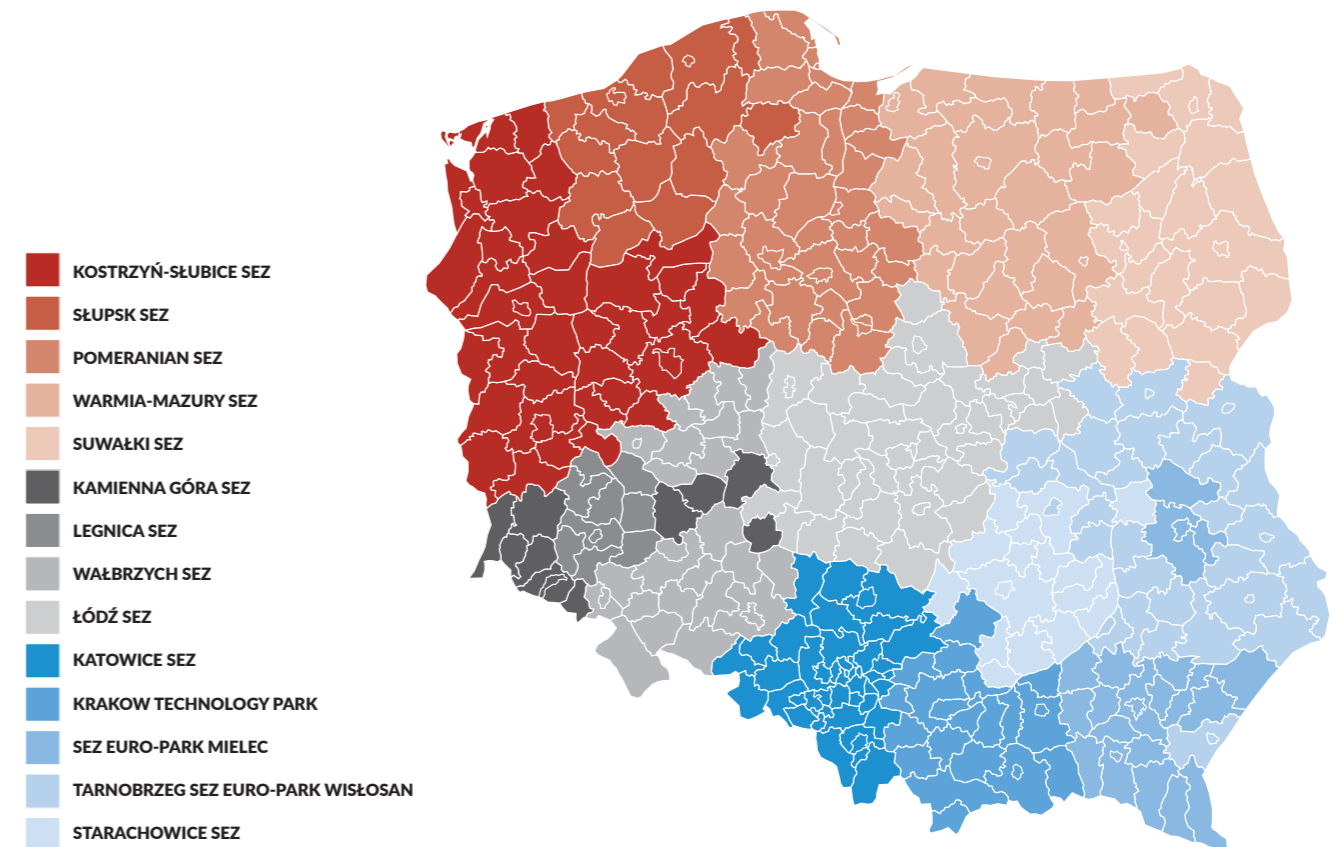 KOSTRZYŃ-SŁUBICE SEZ
SŁUPSK SEZ
POMERANIAN SEZ
WARMIA-MAZURY SEZ
SUWAŁKI SEZ
KAMIENNA GÓRA SEZ
LEGNICA SEZ
WAŁBRZYCH SEZ
ŁÓDŹ SEZ
KATOWICE SEZ
KRAKOW TECHNOLOGY PARK
SEZ EURO-PARK MIELEC
TARNOBRZEG SEZ EURO-PARK WISŁOSAN
STARACHOWICE SEZ